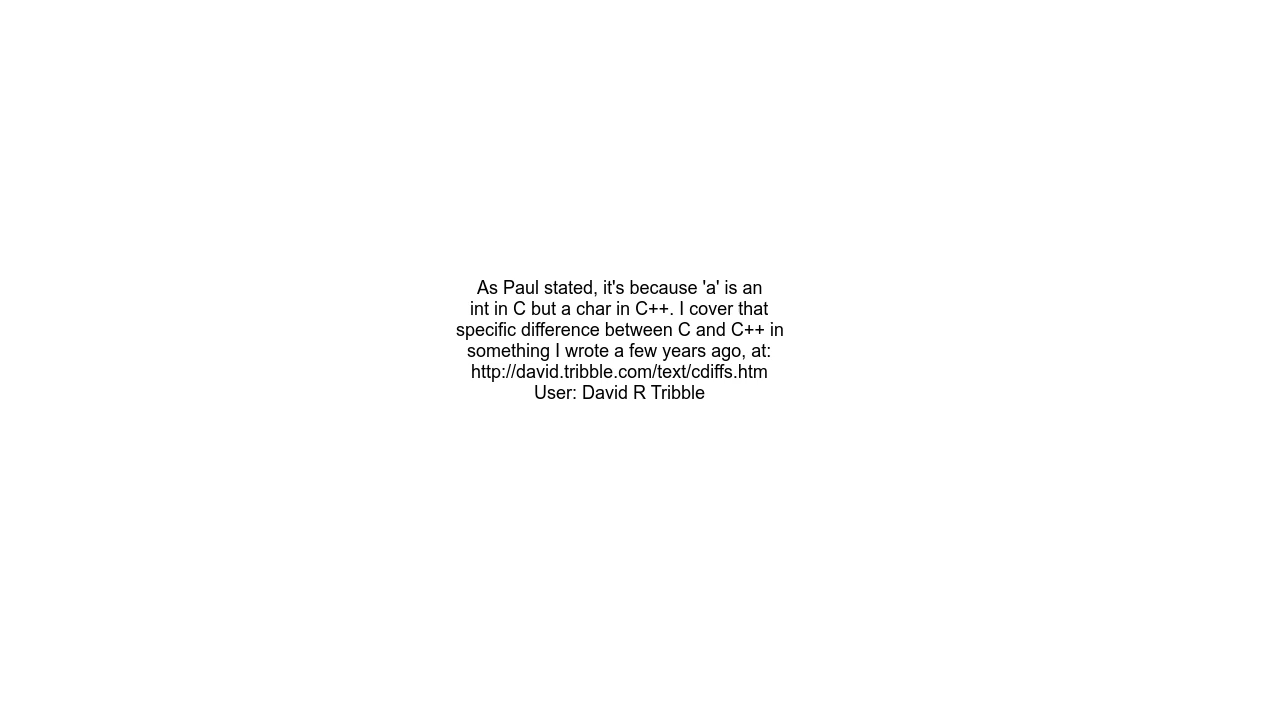 As Paul stated, it's because 'a' is an
int in C but a char in C++. I cover that
specific difference between C and C++ in
something I wrote a few years ago, at:
http://david.tribble.com/text/cdiffs.htm
User: David R Tribble